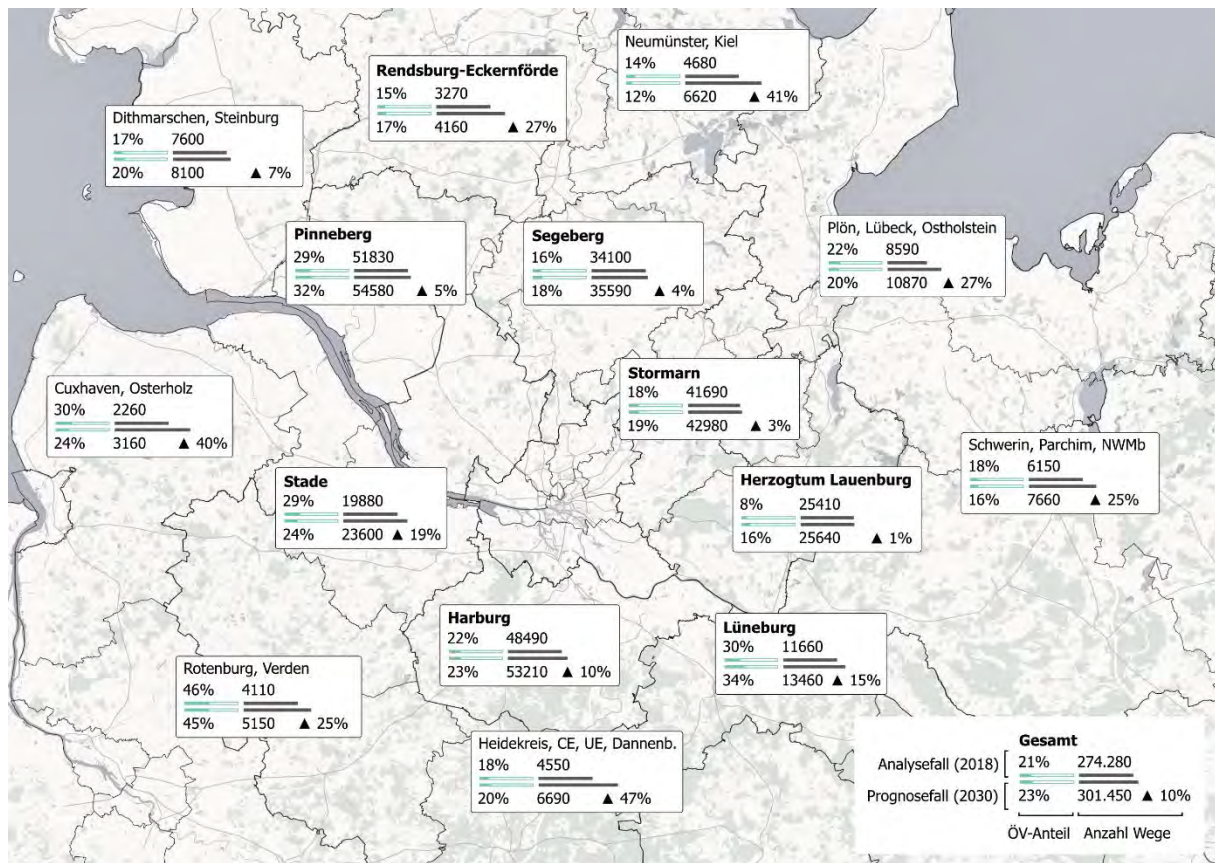 Neumünster, Kiel
14% 4680
12% 6620 ▲ 41%
Rendsburg-Eckernförde
15% 3270
17% 4160 ▲ 27%
Dithmarschen, Steinburg
17% 7600
20% 8100 ▲ 7%
Pinneberg
29% 51830
32% 54580 ▲ 5%
Segeberg
16% 34100
18% 35590 ▲ 4%
Plön, Lübeck, Ostholstein
22% 8590
20% 10870 ▲ 27%
Cuxhaven, Osterholz
30% 2260
24% 3160 ▲ 40%
Stormarn
18% 41690
19% 42980 ▲ 3%
Schwerin, Parchim, NWMb
18% 6150
16% 7660 ▲ 25%
Stade
29% 19880
24% 23600 ▲ 19%
Herzogtum Lauenburg
8% 25410
16% 25640 ▲ 1%
Harburg
22% 48490
23% 53210 ▲ 10%
Lüneburg
30% 11660
34% 13460 ▲ 15%
Rotenburg, Verden
46% 4110
45% 5150 ▲ 25%
Heidekreis, CE, UE, Dannenb.
18% 4550
20% 6690 ▲ 47%
Gesamt
Analysefall (2018) 21% 274.280
Prognosefall (2030) 23% 301.450 ▲ 10%
ÖV-Anteil Anzahl Wege